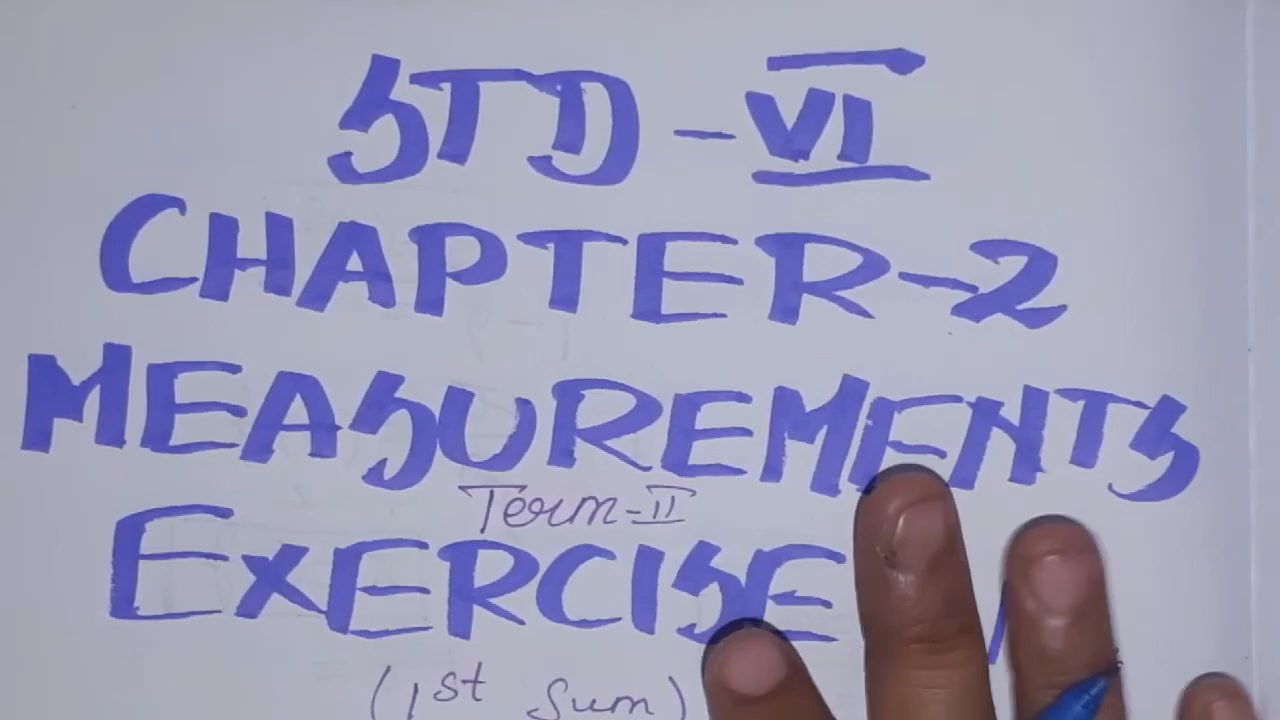 STD - VI
CHAPTER-2
MEASUREMENTS
Term-II
EXERCISE
(1st Sum)